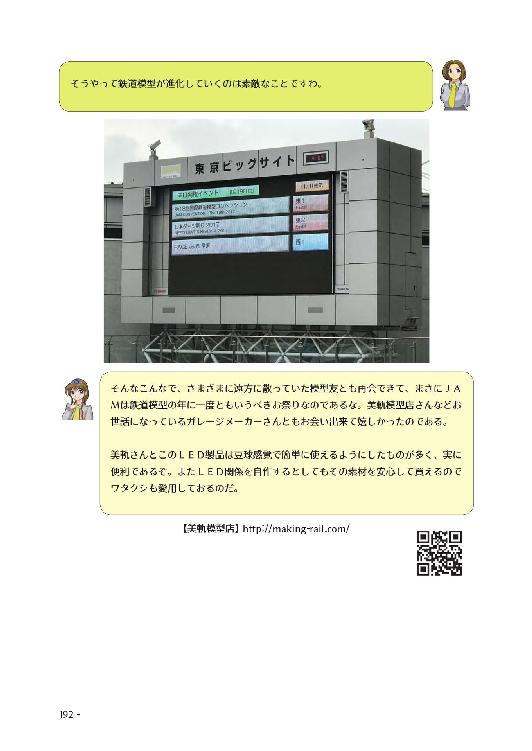 そうやって鉄道模型が進化していくのは素敵なことですわ。
東京ビッグサイト
そんなこんなで、さまざまに遠方に散っていた模型友とも再会できて、まさにＪＡ
Ｍは鉄道模型の年に一度ともいうべきお祭りなのであるな。美軌模型店さんなどお
世話になっているガレージメーカーさんともお会い出来て嬉しかったのである。
美軌さんとこのＬＥＤ製品は豆球感覚で簡単に使えるようにしたものが多く、実に
便利であるぞ。またＬＥＤ関係を自作するとしてもその素材を安心して買えるので
ワタクシも愛用しておるのだ。
【美軌模型店】http://making-rail.com/
192 -